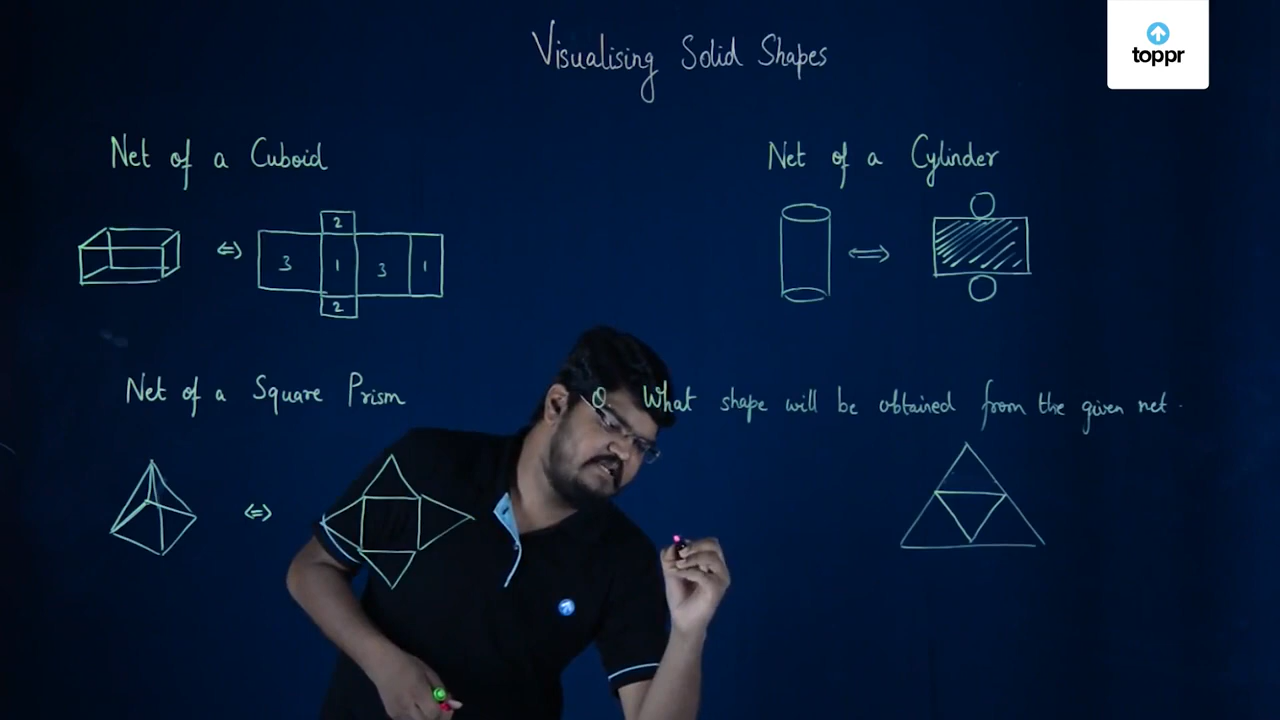 Visualising Solid Shapes
toppr
Net of a Cuboid
2
3 1 3 1
2
Net of a Cylinder
Net of a Square Prism
Q. What shape will be obtained from the given net.